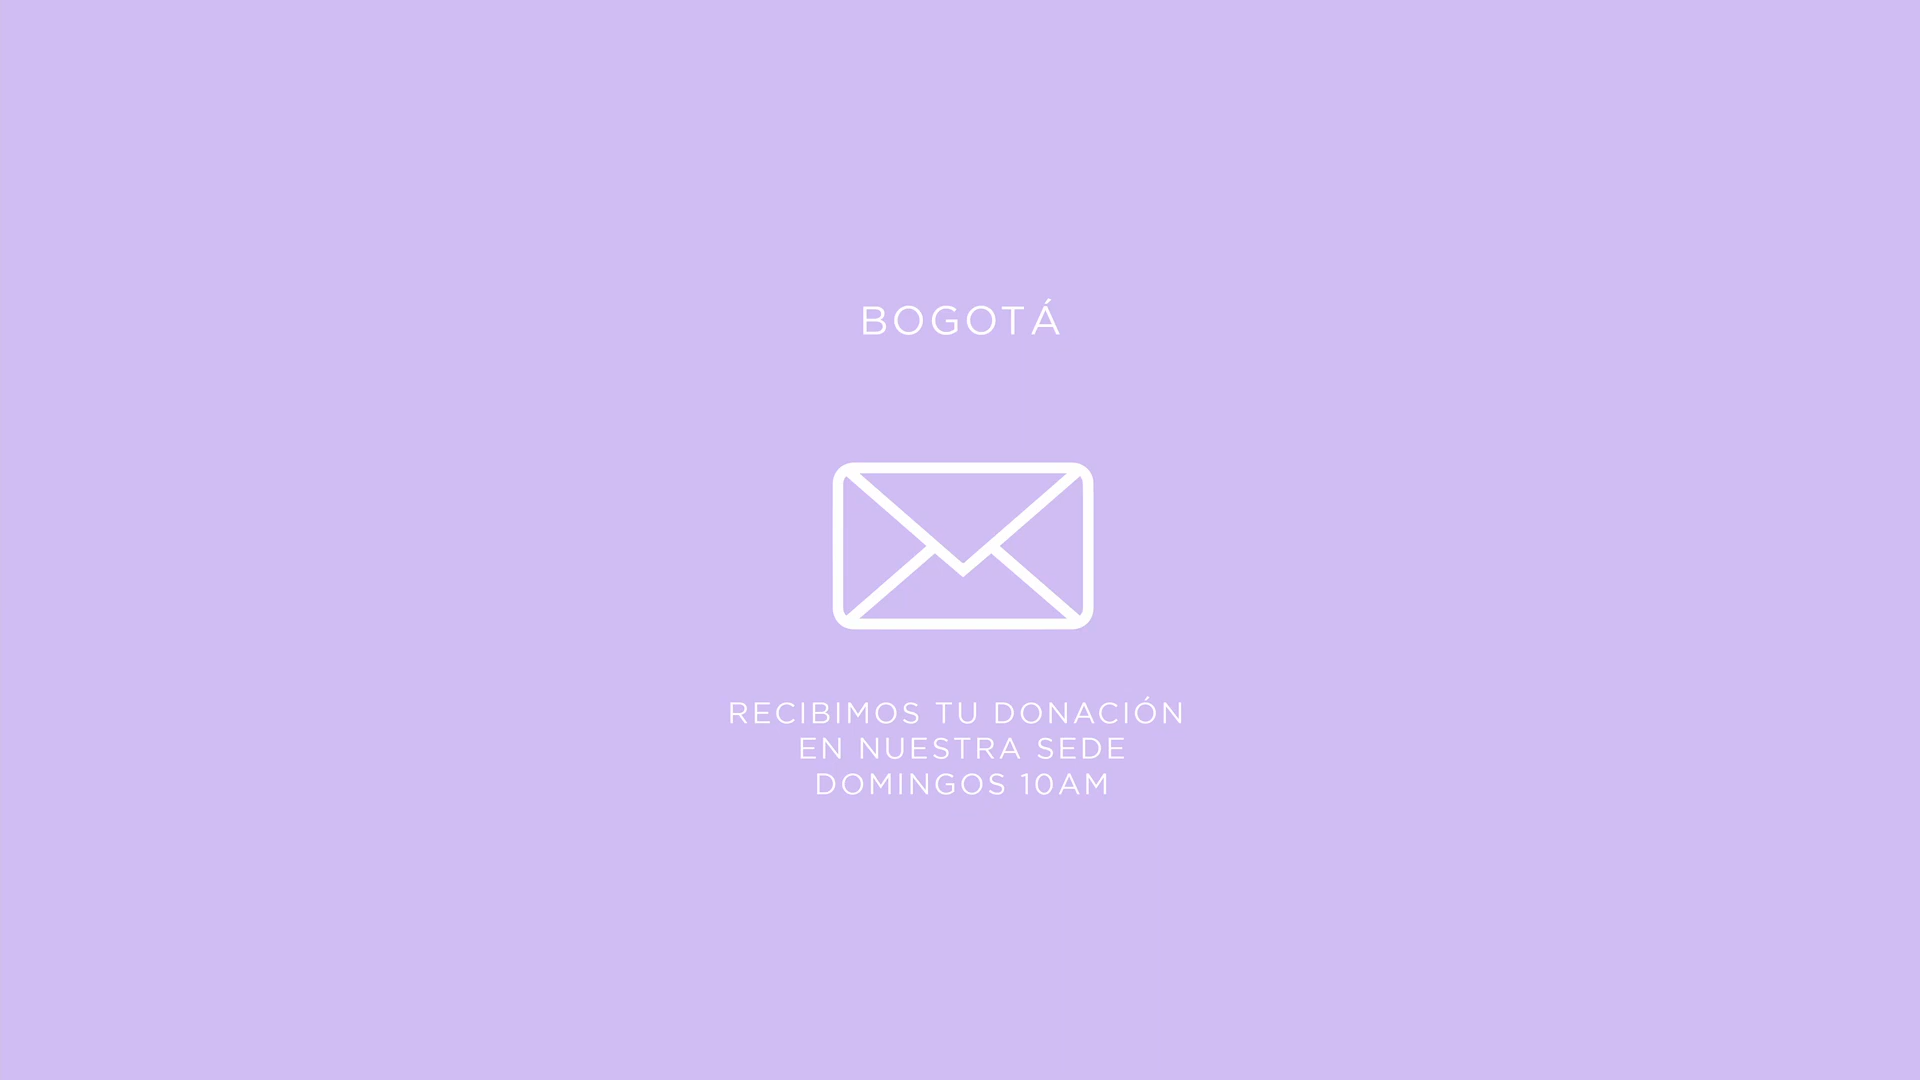 BOGOTÁ
RECIBIMOS TU DONACIÓN
EN NUESTRA SEDE
DOMINGOS 10AM